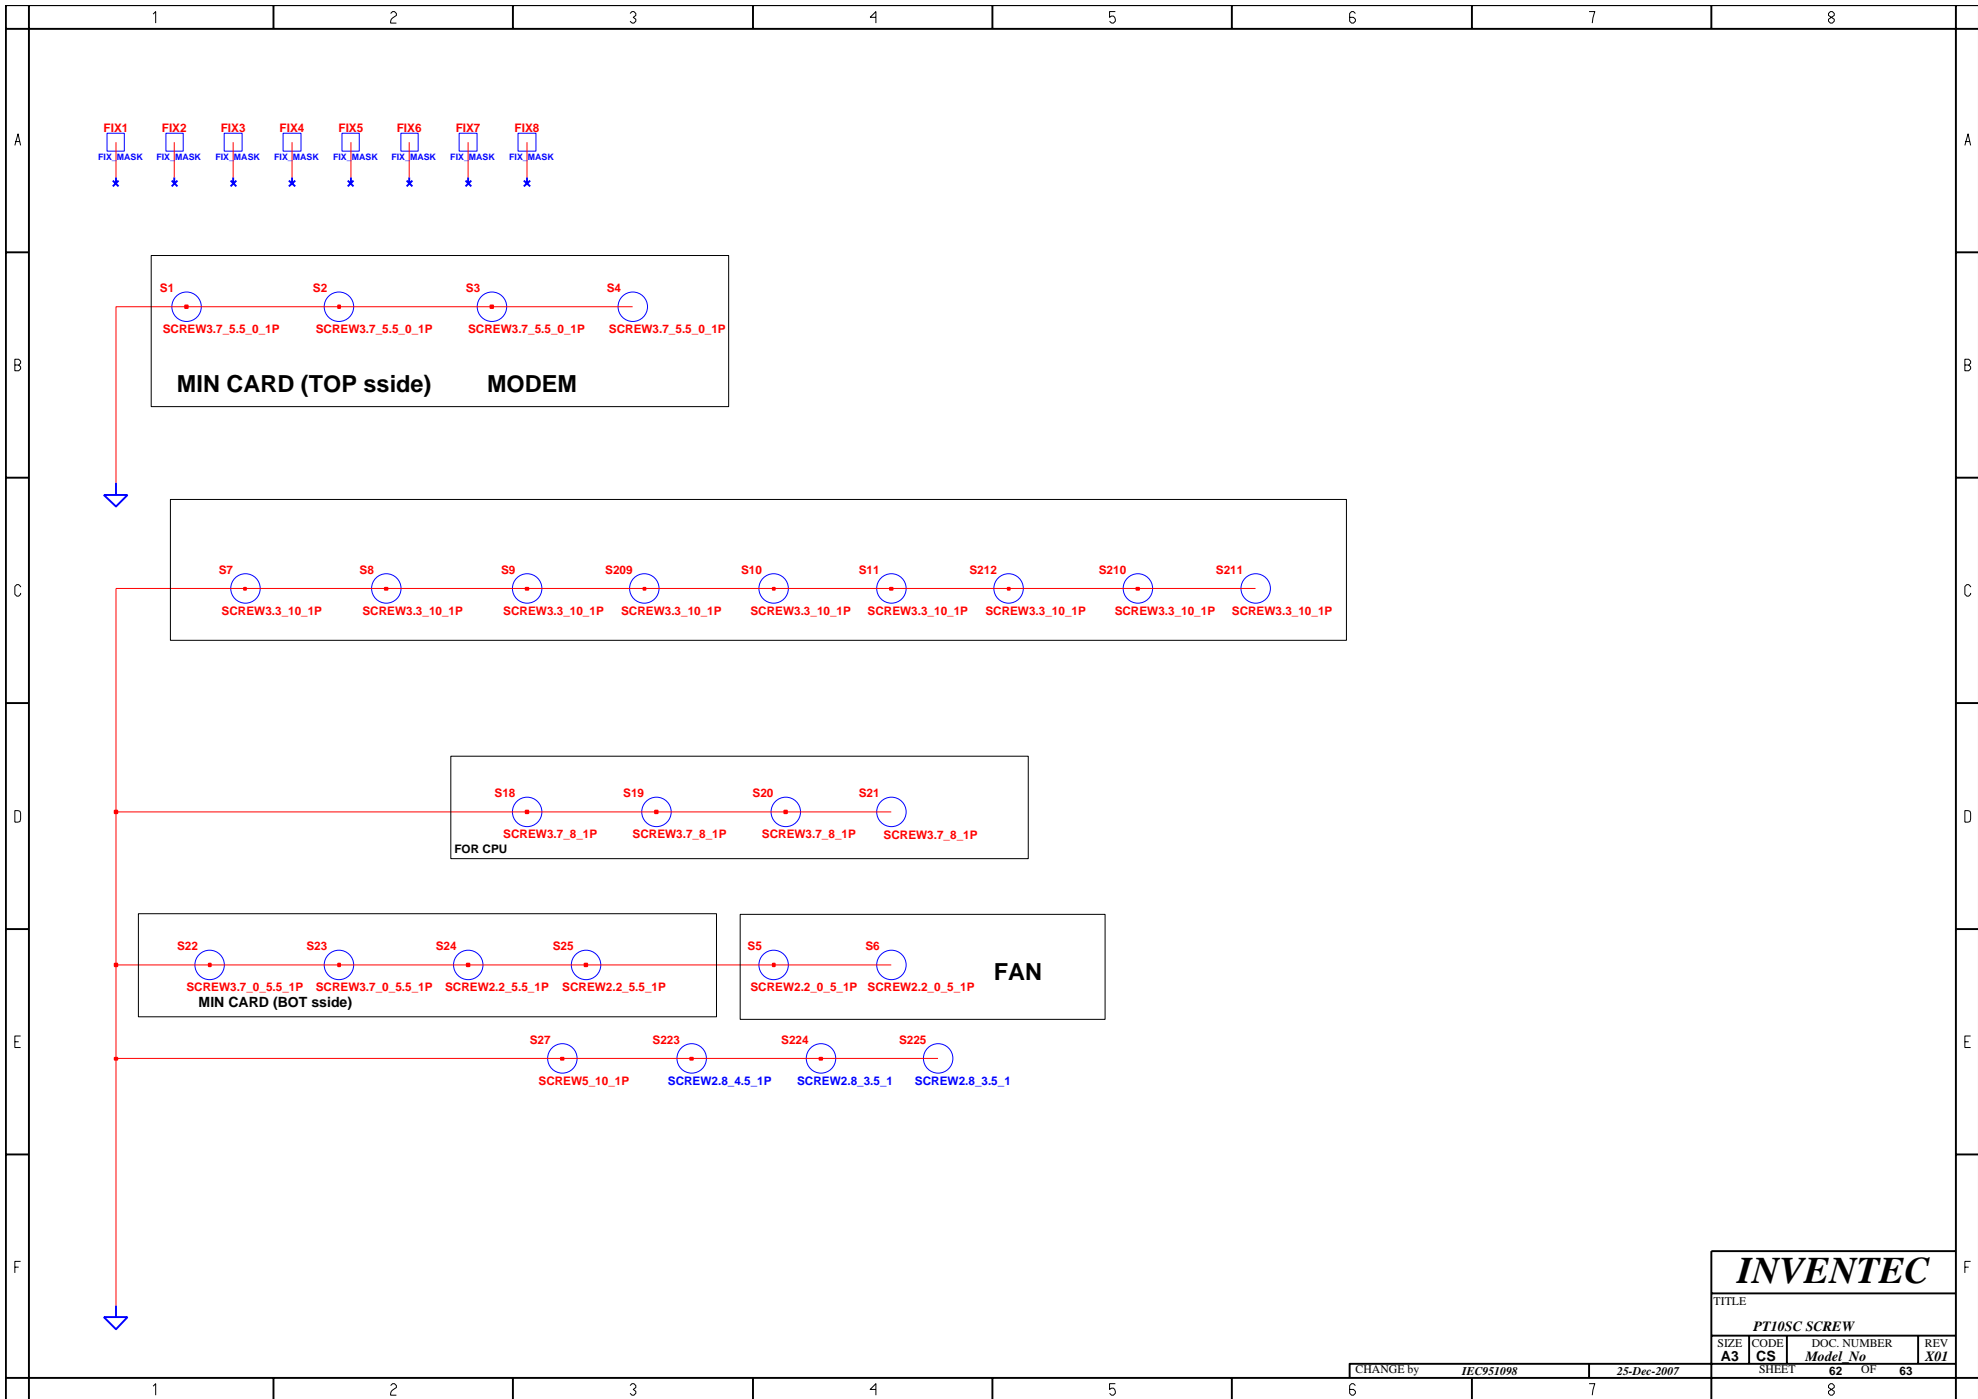 1 2 3 4 5 6 7 8
A A
FIX1 FIX2 FIX3 FIX4 FIX5 FIX6 FIX7 FIX8
FIX_MASK FIX_MASK FIX_MASK FIX_MASK FIX_MASK FIX_MASK FIX_MASK FIX_MASK
S1 S2 S3 S4
SCREW3.7_5.5_0_1P SCREW3.7_5.5_0_1P SCREW3.7_5.5_0_1P SCREW3.7_5.5_0_1P
B B
MIN CARD (TOP sside) MODEM
S7 S8 S9 S209 S10 S11 S212 S210 S211
C C
SCREW3.3_10_1P SCREW3.3_10_1P SCREW3.3_10_1P SCREW3.3_10_1P SCREW3.3_10_1P SCREW3.3_10_1P SCREW3.3_10_1P SCREW3.3_10_1P SCREW3.3_10_1P
S18 S19 S20 S21
D D
SCREW3.7_8_1P SCREW3.7_8_1P SCREW3.7_8_1P SCREW3.7_8_1P
FOR CPU
S22 S23 S24 S25 S5 S6
FAN
SCREW3.7_0_5.5_1P SCREW3.7_0_5.5_1P SCREW2.2_5.5_1P SCREW2.2_5.5_1P SCREW2.2_0_5_1P SCREW2.2_0_5_1P
MIN CARD (BOT sside)
E E
S27 S223 S224 S225
SCREW5_10_1P SCREW2.8_4.5_1P SCREW2.8_3.5_1 SCREW2.8_3.5_1
F F
INVENTEC
TITLE
PT10SC SCREW
SIZE CODE DOC. NUMBER REV
A3 CS Model_No X01
CHANGE by IEC951098 25-Dec-2007 SHEET 62 OF 63
1 2 3 4 5 6 7 8